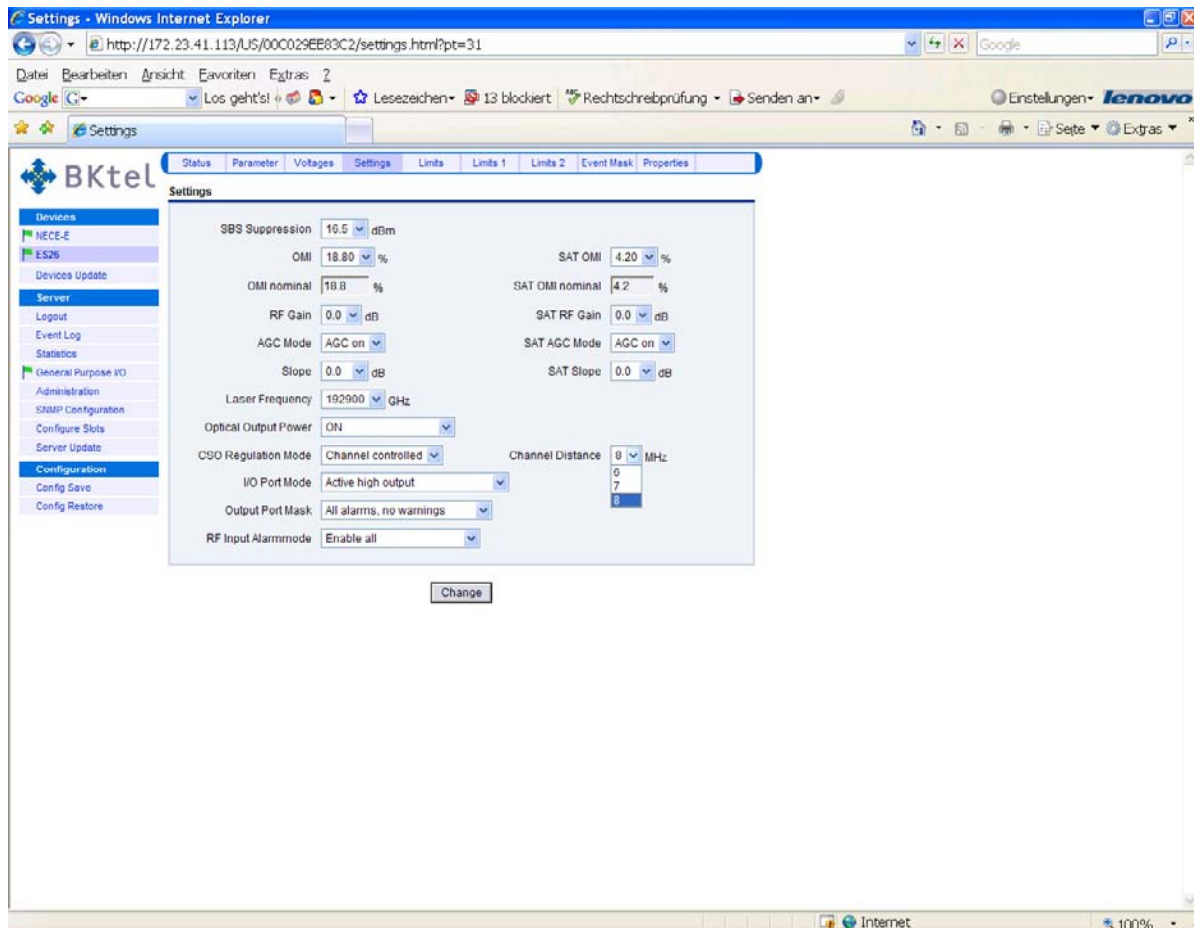 Settings - Windows Internet Explorer
http://172.23.41.113/US/00C029EE83C2/settings.html?pt=31
Google
Datei Bearbeiten Ansicht Favoriten Extras ?
Google G Los geht's! Lesezeichen 13 blockiert Rechtschreibprüfung Senden an Einstellungen lenovo
Settings
Seite Extras
BKtel
Status Parameter Voltages Settings Limits Limits 1 Limits 2 Event Mask Properties
Settings
Devices
NECE-E
ES26
Devices Update
Server
Logout
Event Log
Statistics
General Purpose I/O
Administration
SNMP Configuration
Configure Slots
Server Update
Configuration
Config Save
Config Restore
SBS Suppression 16.5 dBm
OMI 18.80 % SAT OMI 4.20 %
OMI nominal 18.8 % SAT OMI nominal 4.2 %
RF Gain 0.0 dB SAT RF Gain 0.0 dB
AGC Mode AGC on SAT AGC Mode AGC on
Slope 0.0 dB SAT Slope 0.0 dB
Laser Frequency 192900 GHz
Optical Output Power ON
CSO Regulation Mode Channel controlled Channel Distance 8 MHz
6
7
8
I/O Port Mode Active high output
Output Port Mask All alarms, no warnings
RF Input Alarmmode Enable all
Change
Internet 100%